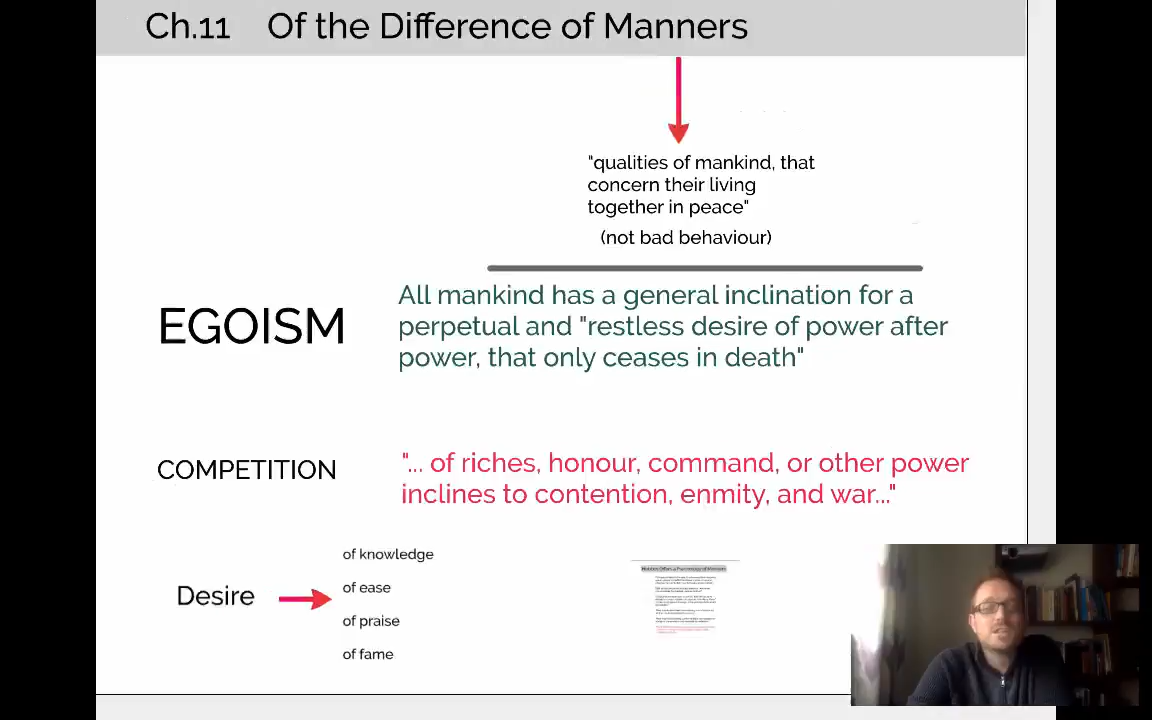 Ch.11 Of the Difference of Manners
"qualities of mankind, that
concern their living
together in peace"
(not bad behaviour)
EGOISM
All mankind has a general inclination for a
perpetual and "restless desire of power after
power, that only ceases in death"
COMPETITION
"... of riches, honour, command, or other power
inclines to contention, enmity, and war..."
Desire
of knowledge
of ease
of praise
of fame